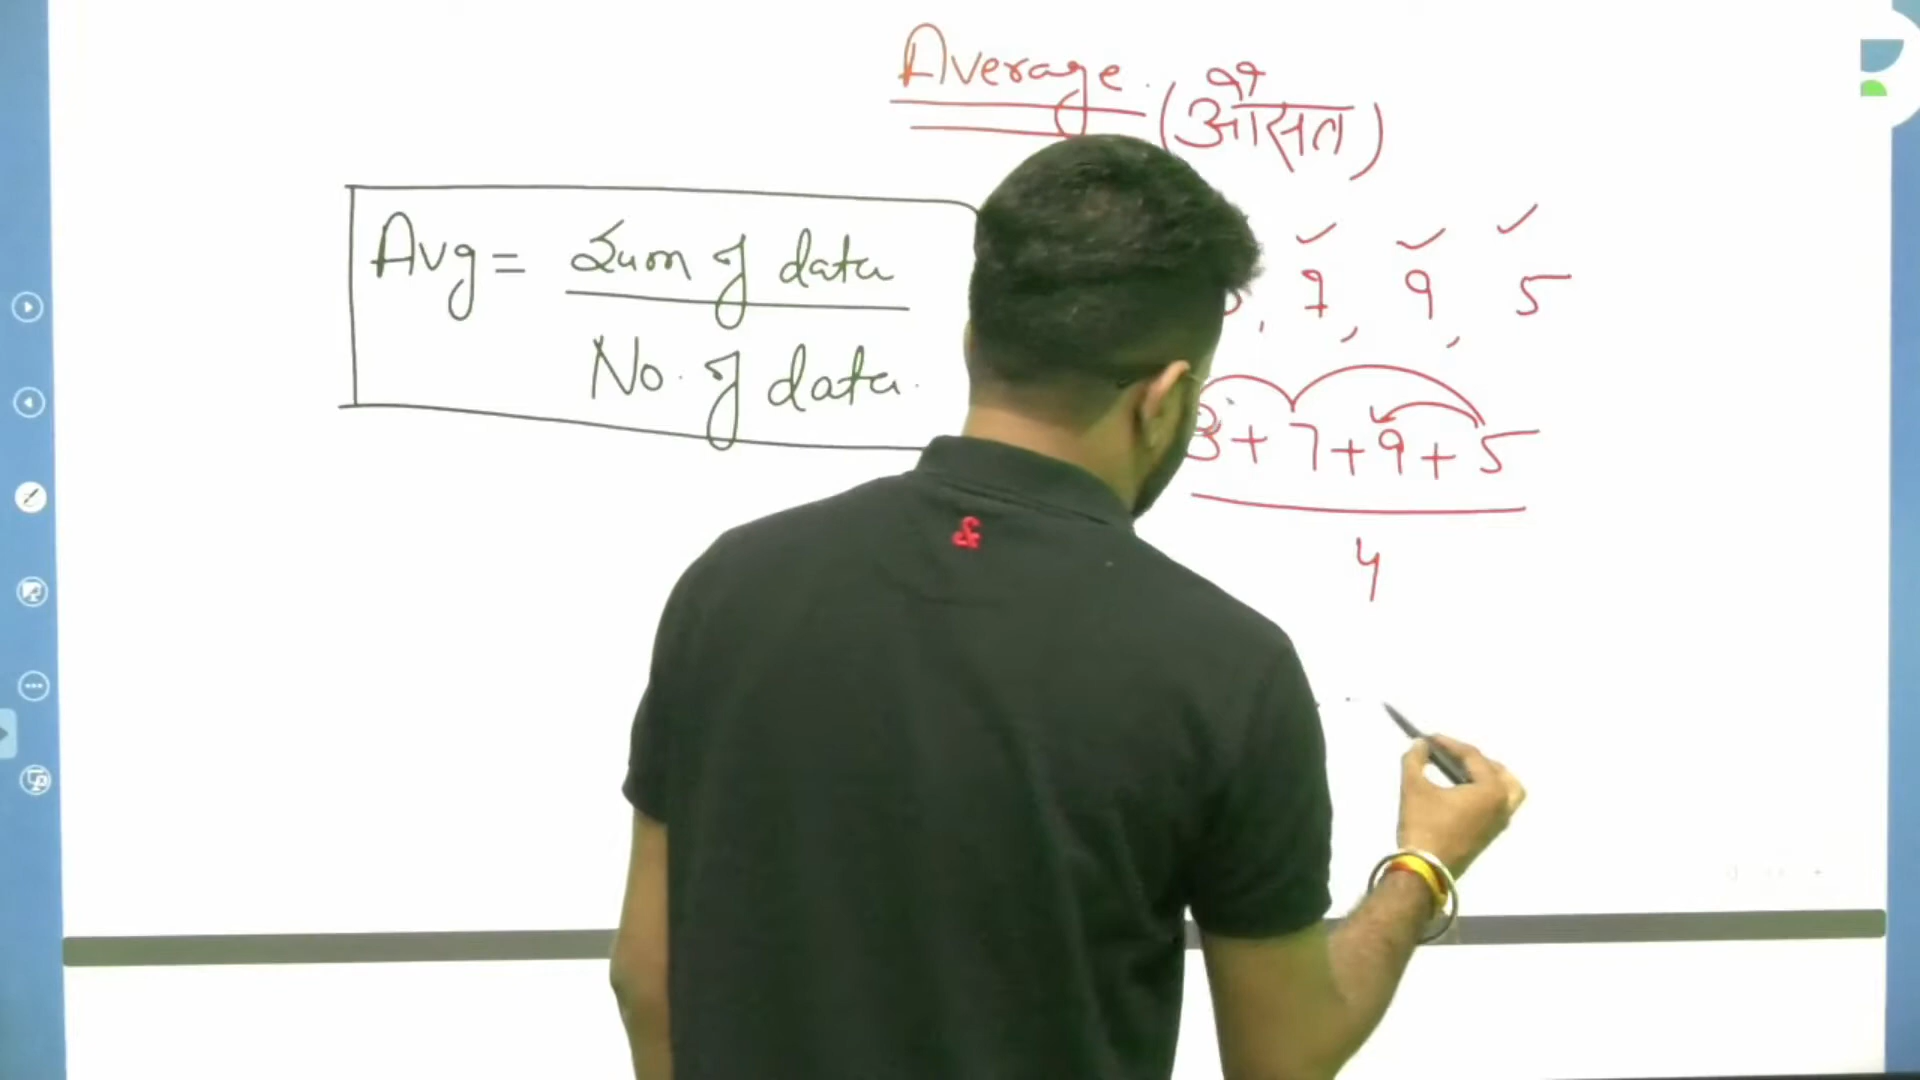 Average. (औसत)
Avg = Sum of data
No. of data.
, 7, 9, 5
3+7+9+5
4